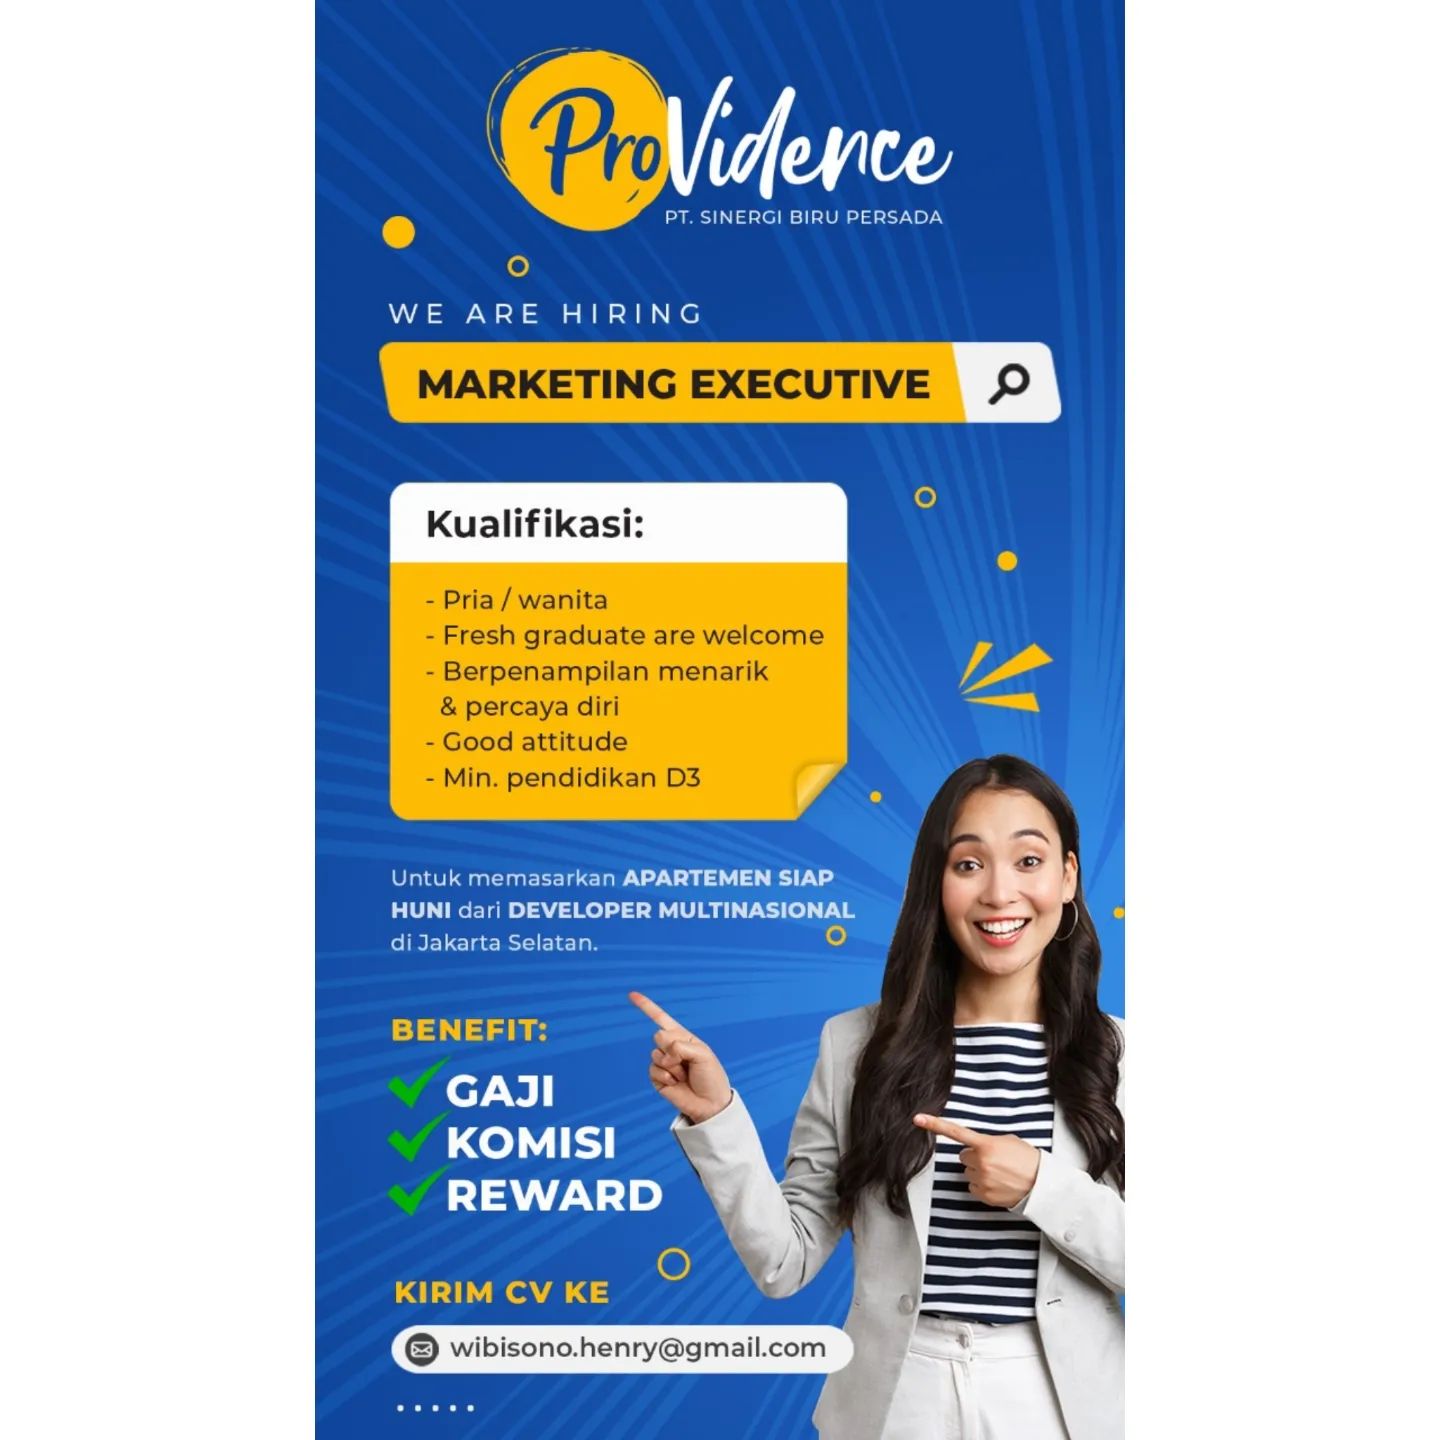 ProVidence
PT. SINERGI BIRU PERSADA
WE ARE HIRING
MARKETING EXECUTIVE
Kualifikasi:
- Pria / wanita
- Fresh graduate are welcome
- Berpenampilan menarik
& percaya diri
- Good attitude
- Min. pendidikan D3
Untuk memasarkan APARTEMEN SIAP
HUNI dari DEVELOPER MULTINASIONAL
di Jakarta Selatan.
BENEFIT:
GAJI
KOMISI
REWARD
KIRIM CV KE
wibisono.henry@gmail.com